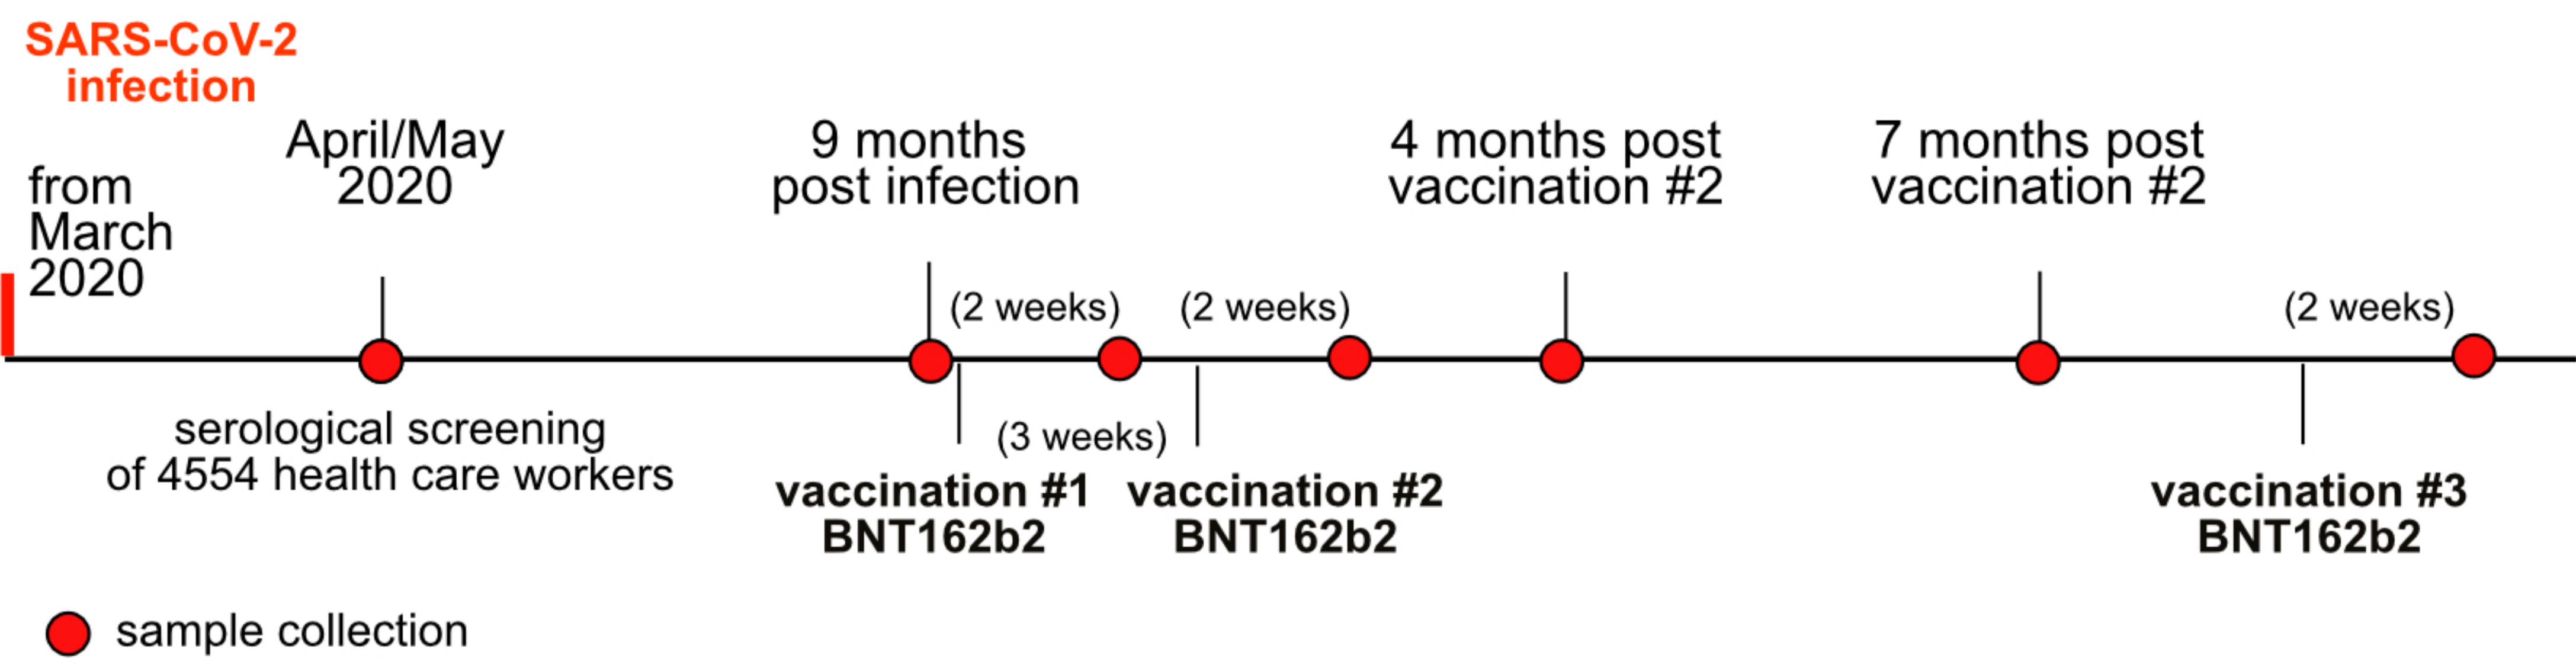 SARS-CoV-2
infection
from
March
2020
April/May
2020
9 months
post infection
4 months post
vaccination #2
7 months post
vaccination #2
(2 weeks)
(2 weeks)
(2 weeks)
serological screening
of 4554 health care workers
(3 weeks)
vaccination #1
BNT162b2
vaccination #2
BNT162b2
vaccination #3
BNT162b2
sample collection